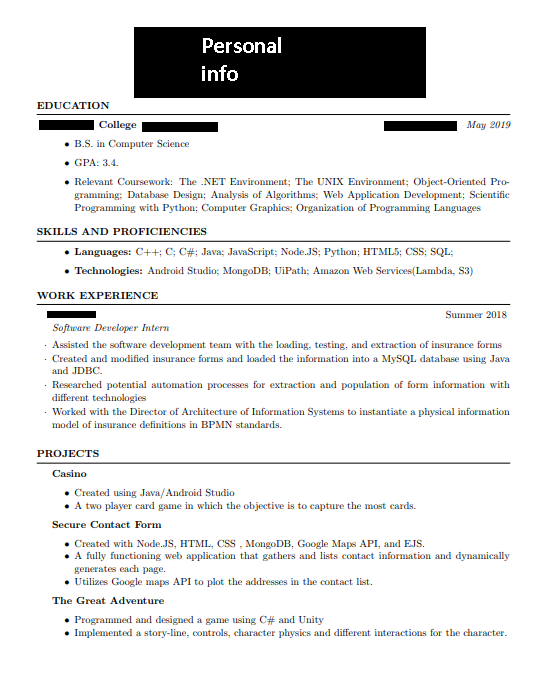 Personal
info
EDUCATION
College May 2019
• B.S. in Computer Science
• GPA: 3.4.
• Relevant Coursework: The .NET Environment; The UNIX Environment; Object-Oriented Pro-
gramming; Database Design; Analysis of Algorithms; Web Application Development; Scientific
Programming with Python; Computer Graphics; Organization of Programming Languages
SKILLS AND PROFICIENCIES
• Languages: C++; C; C#; Java; JavaScript; Node.JS; Python; HTML5; CSS; SQL;
• Technologies: Android Studio; MongoDB; UiPath; Amazon Web Services(Lambda, S3)
WORK EXPERIENCE
Summer 2018
Software Developer Intern
· Assisted the software development team with the loading, testing, and extraction of insurance forms
· Created and modified insurance forms and loaded the information into a MySQL database using Java
and JDBC.
· Researched potential automation processes for extraction and population of form information with
different technologies
· Worked with the Director of Architecture of Information Systems to instantiate a physical information
model of insurance definitions in BPMN standards.
PROJECTS
Casino
• Created using Java/Android Studio
• A two player card game in which the objective is to capture the most cards.
Secure Contact Form
• Created with Node.JS, HTML, CSS , MongoDB, Google Maps API, and EJS.
• A fully functioning web application that gathers and lists contact information and dynamically
generates each page.
• Utilizes Google maps API to plot the addresses in the contact list.
The Great Adventure
• Programmed and designed a game using C# and Unity
• Implemented a story-line, controls, character physics and different interactions for the character.